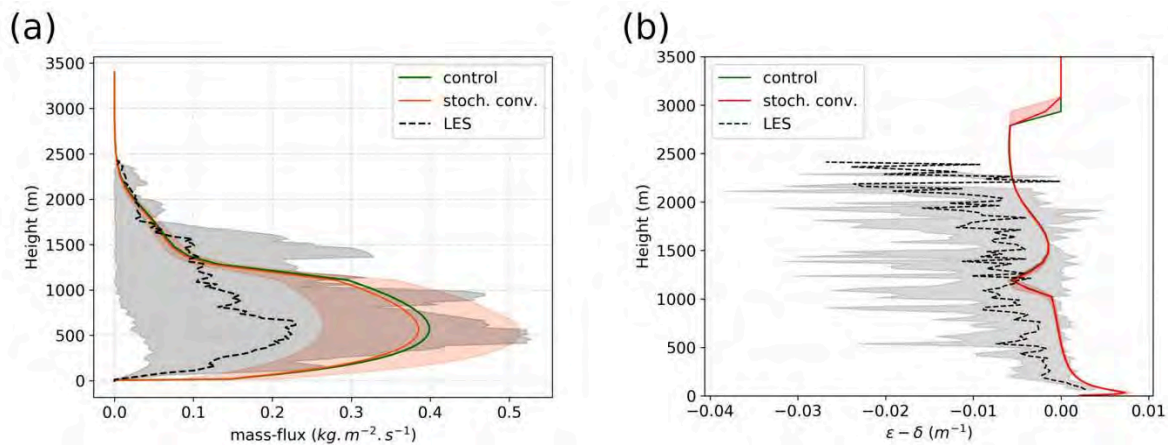 (a)
3500
3000
2500
2000
1500
1000
500
0
Height (m)
control
stoch. conv.
LES
0.0 0.1 0.2 0.3 0.4 0.5
mass-flux (kg.m⁻².s⁻¹)
(b)
3500
3000
2500
2000
1500
1000
500
0
Height (m)
control
stoch. conv.
LES
−0.04 −0.03 −0.02 −0.01 0.00 0.01
ε − δ (m⁻¹)